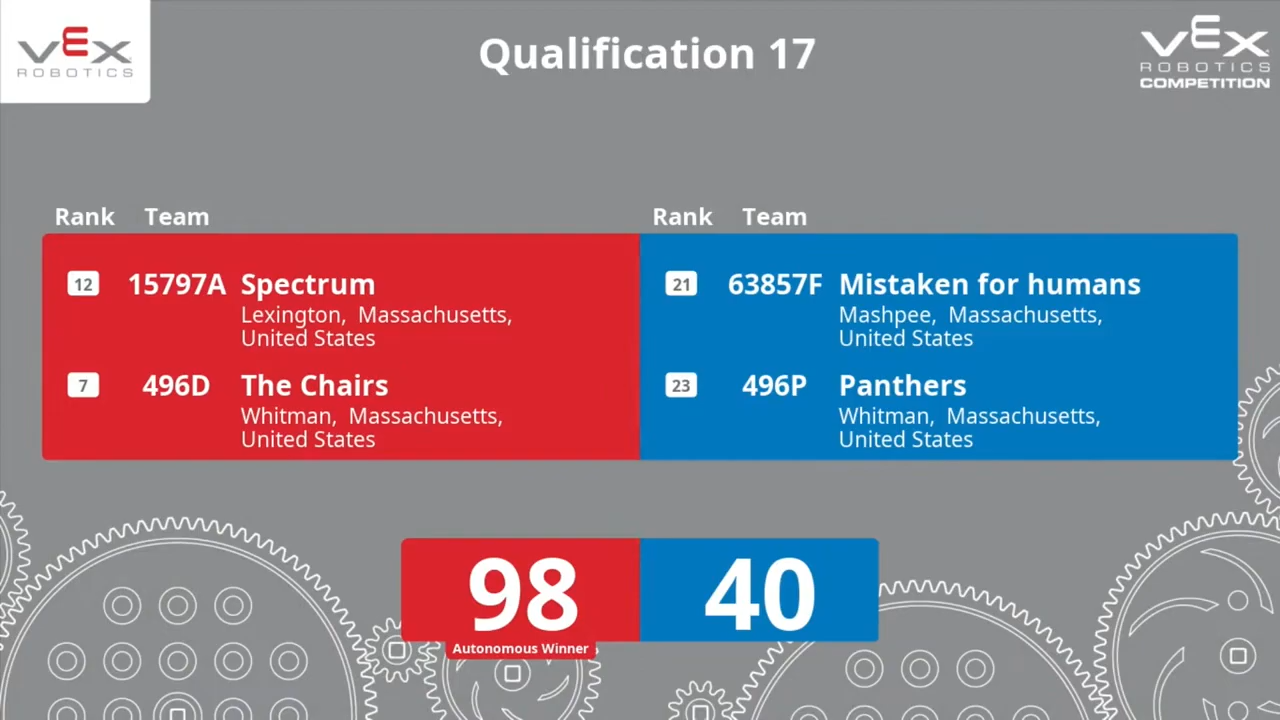 VEX
ROBOTICS
Qualification 17
VEX
ROBOTICS
COMPETITION
Rank Team
12 15797A Spectrum
Lexington, Massachusetts,
United States
7 496D The Chairs
Whitman, Massachusetts,
United States
Rank Team
21 63857F Mistaken for humans
Mashpee, Massachusetts,
United States
23 496P Panthers
Whitman, Massachusetts,
United States
98 40
Autonomous Winner